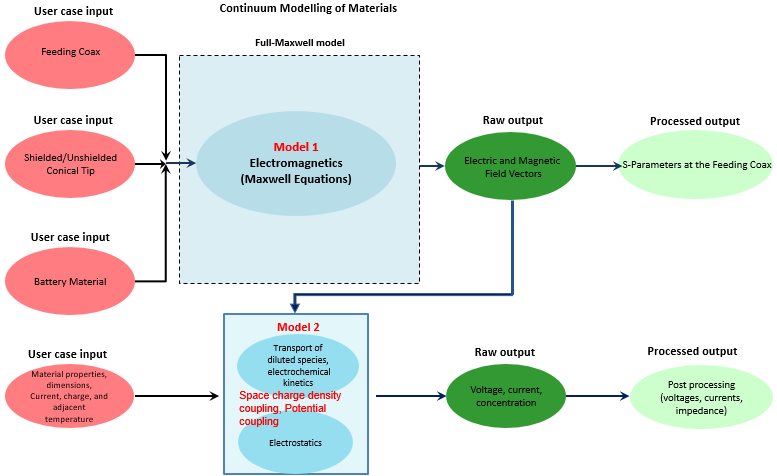 Continuum Modelling of Materials
User case input
Feeding Coax
Full-Maxwell model
User case input
Shielded/Unshielded
Conical Tip
Model 1
Electromagnetics
(Maxwell Equations)
Raw output
Electric and Magnetic
Field Vectors
Processed output
S-Parameters at the Feeding Coax
User case input
Battery Material
User case input
Material properties,
dimensions,
Current, charge, and
adjacent
temperature
Model 2
Transport of
diluted species,
electrochemical
kinetics
Space charge density
coupling, Potential
coupling
Electrostatics
Raw output
Voltage, current,
concentration
Processed output
Post processing
(voltages, currents,
impedance)